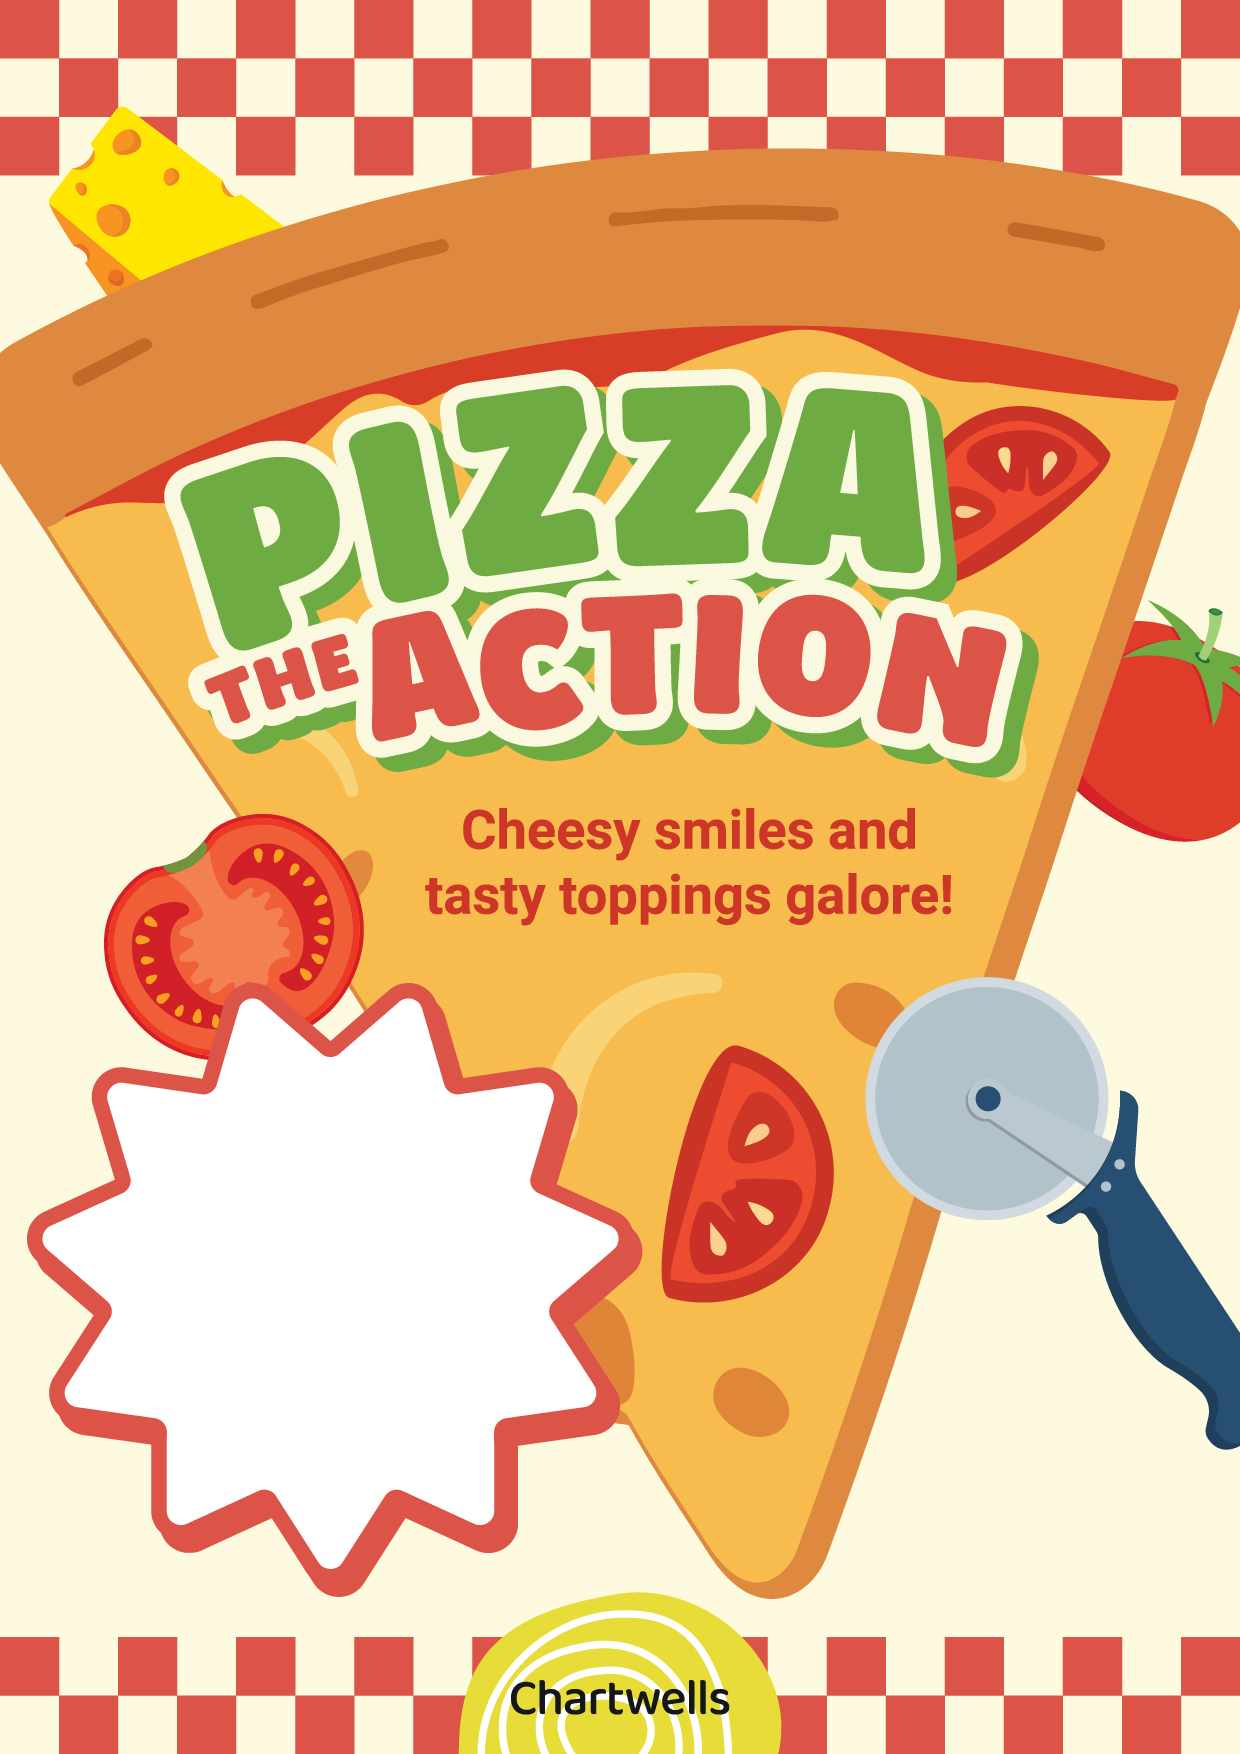 PIZZA
THE ACTION
Cheesy smiles and
tasty toppings galore!
Chartwells